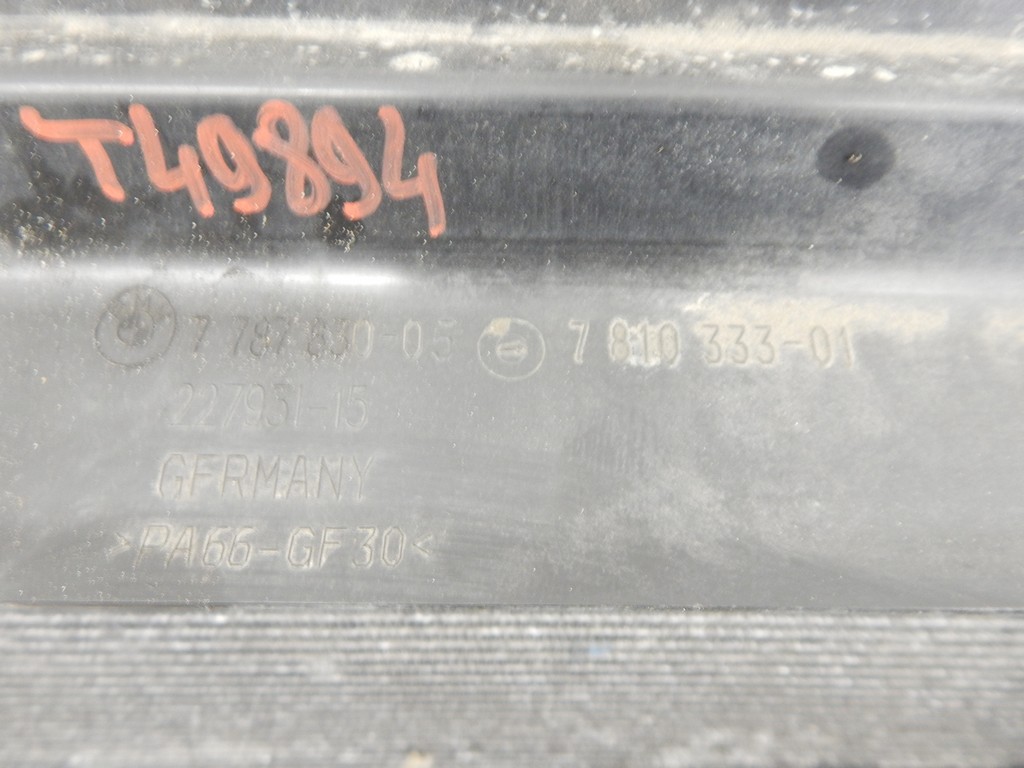 T49894
7 787 830-05 7 810 333-01
227931-15
GERMANY
>PA66-GF30<